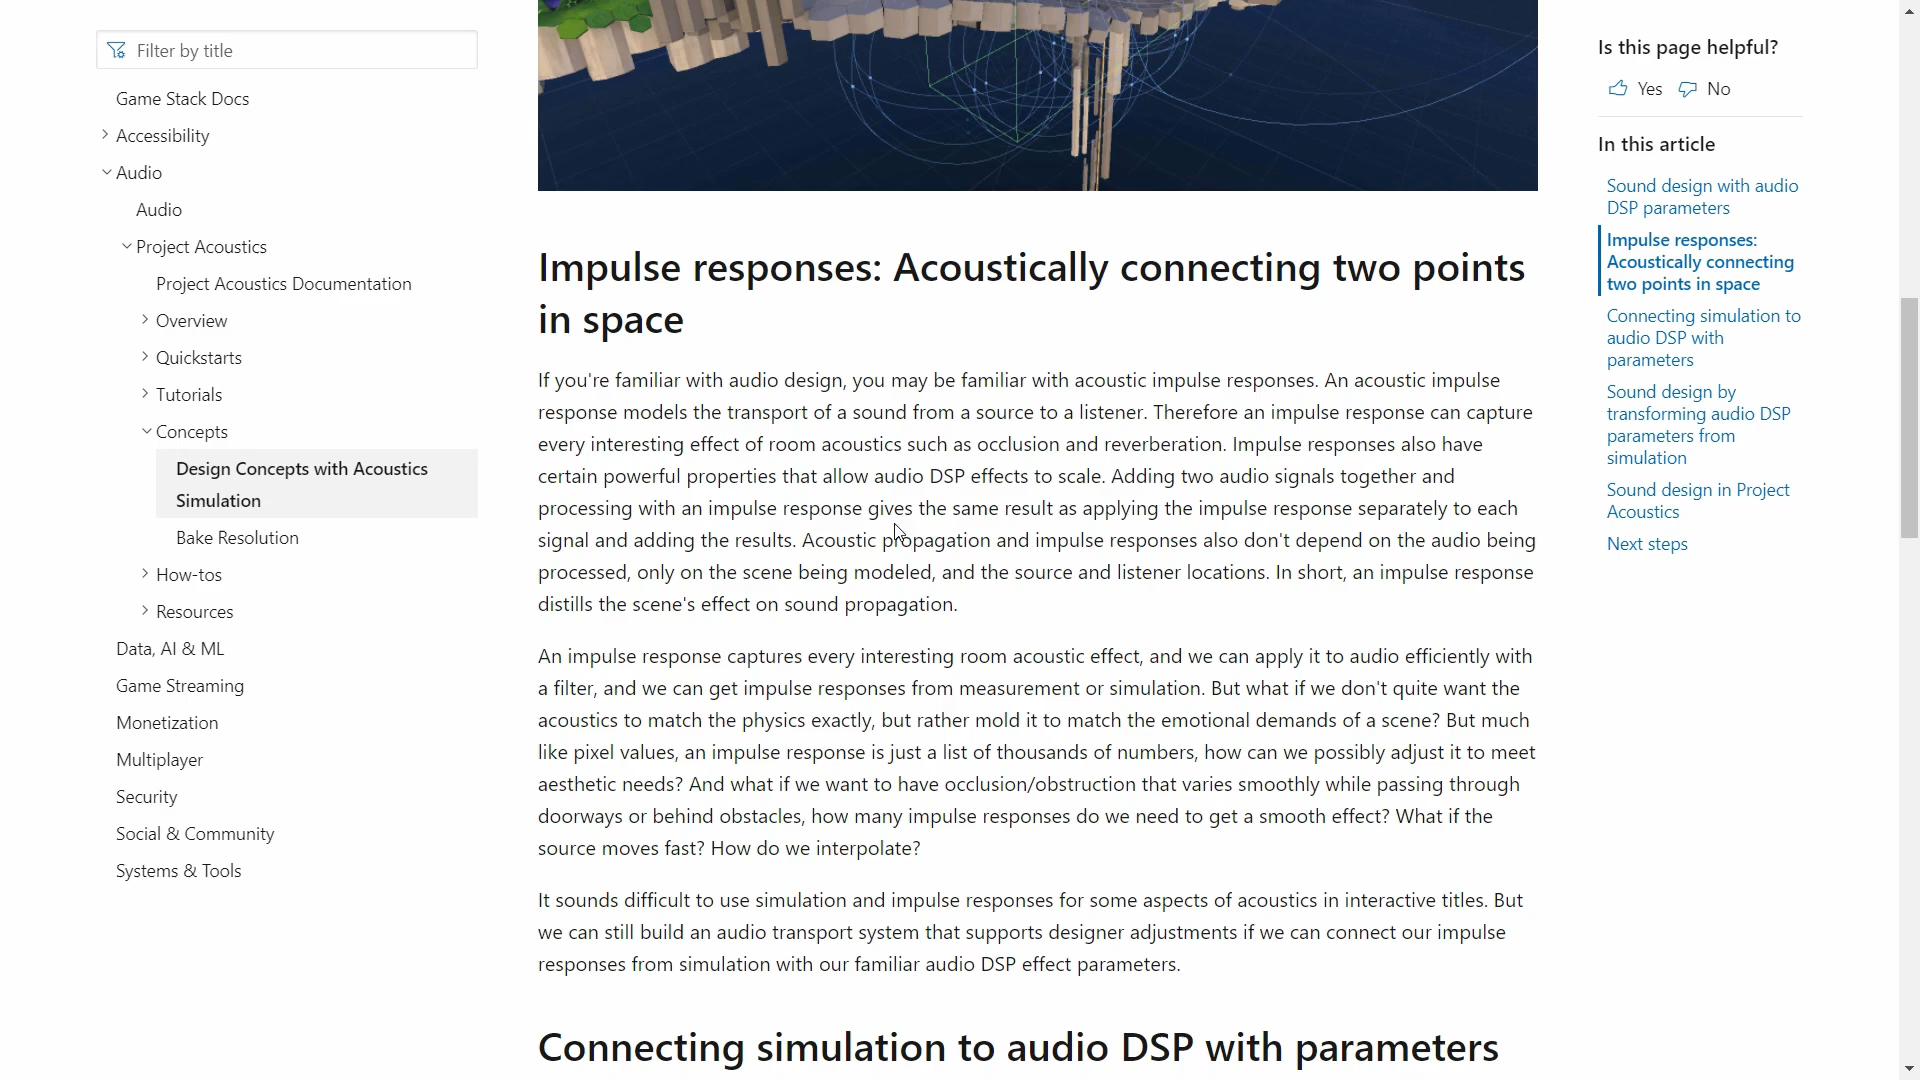 Filter by title
Game Stack Docs
Accessibility
Audio
Audio
Project Acoustics
Project Acoustics Documentation
Overview
Quickstarts
Tutorials
Concepts
Design Concepts with Acoustics
Simulation
Bake Resolution
How-tos
Resources
Data, AI & ML
Game Streaming
Monetization
Multiplayer
Security
Social & Community
Systems & Tools
Impulse responses: Acoustically connecting two points
in space
If you're familiar with audio design, you may be familiar with acoustic impulse responses. An acoustic impulse
response models the transport of a sound from a source to a listener. Therefore an impulse response can capture
every interesting effect of room acoustics such as occlusion and reverberation. Impulse responses also have
certain powerful properties that allow audio DSP effects to scale. Adding two audio signals together and
processing with an impulse response gives the same result as applying the impulse response separately to each
signal and adding the results. Acoustic propagation and impulse responses also don't depend on the audio being
processed, only on the scene being modeled, and the source and listener locations. In short, an impulse response
distills the scene's effect on sound propagation.
An impulse response captures every interesting room acoustic effect, and we can apply it to audio efficiently with
a filter, and we can get impulse responses from measurement or simulation. But what if we don't quite want the
acoustics to match the physics exactly, but rather mold it to match the emotional demands of a scene? But much
like pixel values, an impulse response is just a list of thousands of numbers, how can we possibly adjust it to meet
aesthetic needs? And what if we want to have occlusion/obstruction that varies smoothly while passing through
doorways or behind obstacles, how many impulse responses do we need to get a smooth effect? What if the
source moves fast? How do we interpolate?
It sounds difficult to use simulation and impulse responses for some aspects of acoustics in interactive titles. But
we can still build an audio transport system that supports designer adjustments if we can connect our impulse
responses from simulation with our familiar audio DSP effect parameters.
Connecting simulation to audio DSP with parameters
Is this page helpful?
Yes No
In this article
Sound design with audio
DSP parameters
Impulse responses:
Acoustically connecting
two points in space
Connecting simulation to
audio DSP with
parameters
Sound design by
transforming audio DSP
parameters from
simulation
Sound design in Project
Acoustics
Next steps